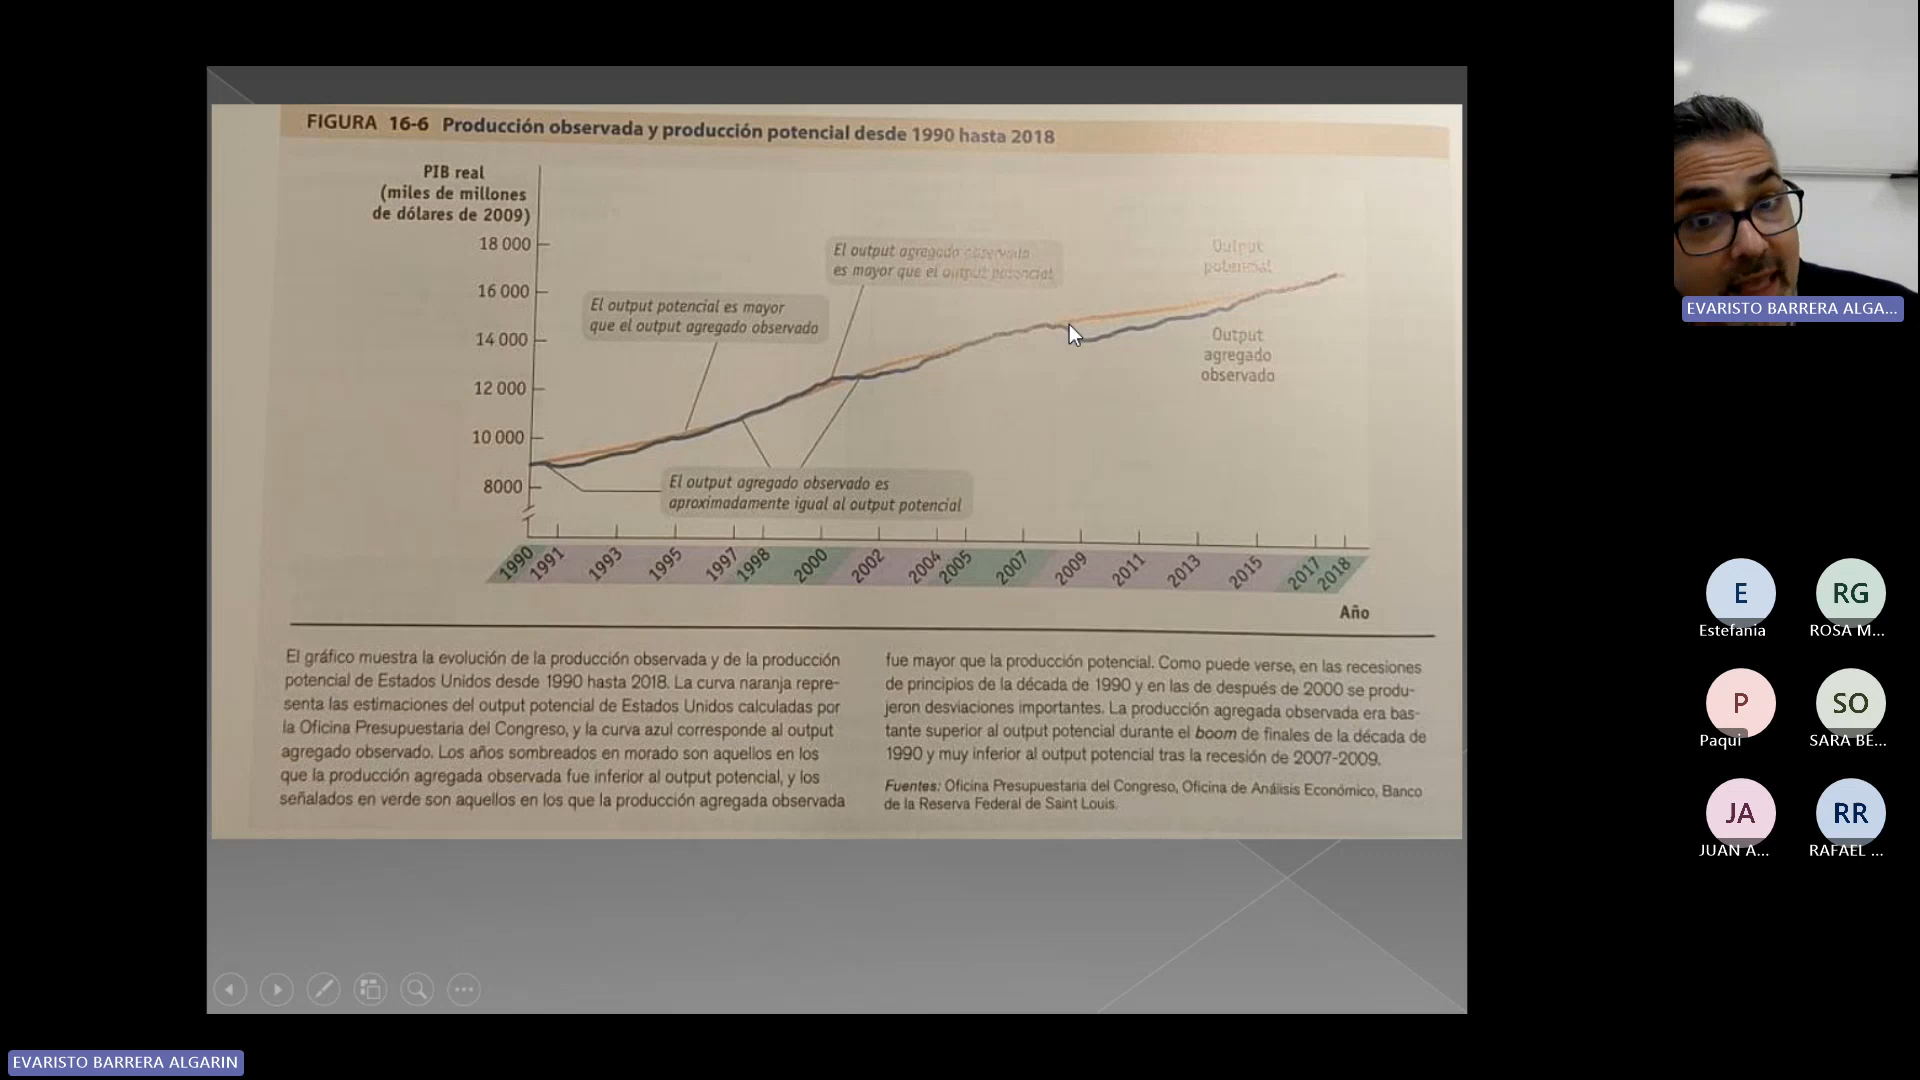 FIGURA 16-6 Producción observada y producción potencial desde 1990 hasta 2018
PIB real
(miles de millones
de dólares de 2009)
18 000
16 000
14 000
12 000
10 000
8000
El output potencial es mayor
que el output agregado observado
El output agregado observado
es mayor que el output potencial
Output
potencial
Output
agregado
observado
El output agregado observado es
aproximadamente igual al output potencial
1990
1991
1993
1995
1997
1998
2000
2002
2004
2005
2007
2009
2011
2013
2015
2017
2018
Año
El gráfico muestra la evolución de la producción observada y de la producción
potencial de Estados Unidos desde 1990 hasta 2018. La curva naranja repre-
senta las estimaciones del output potencial de Estados Unidos calculadas por
la Oficina Presupuestaria del Congreso, y la curva azul corresponde al output
agregado observado. Los años sombreados en morado son aquellos en los
que la producción agregada observada fue inferior al output potencial, y los
señalados en verde son aquellos en los que la producción agregada observada
fue mayor que la producción potencial. Como puede verse, en las recesiones
de principios de la década de 1990 y en las de después de 2000 se produ-
jeron desviaciones importantes. La producción agregada observada era bas-
tante superior al output potencial durante el boom de finales de la década de
1990 y muy inferior al output potencial tras la recesión de 2007-2009.
Fuentes: Oficina Presupuestaria del Congreso, Oficina de Análisis Económico, Banco
de la Reserva Federal de Saint Louis.
EVARISTO BARRERA ALGA...
E
Estefania
RG
ROSA M...
P
Paqui
SO
SARA BE...
JA
JUAN A...
RR
RAFAEL ...
EVARISTO BARRERA ALGARIN